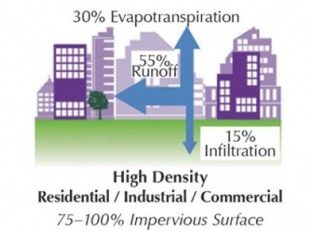 30% Evapotranspiration
55%
Runoff
15%
Infiltration
High Density
Residential / Industrial / Commercial
75–100% Impervious Surface